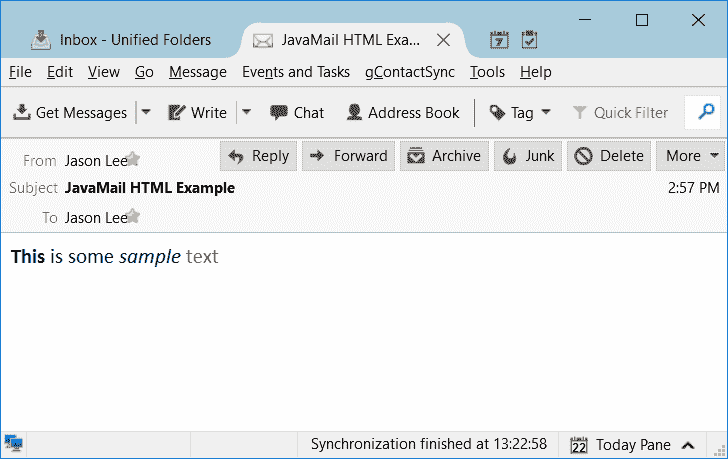 Inbox - Unified Folders JavaMail HTML Exa... 7
File Edit View Go Message Events and Tasks gContactSync Tools Help
Get Messages Write Chat Address Book Tag Quick Filter
From Jason Lee Reply Forward Archive Junk Delete More
Subject JavaMail HTML Example 2:57 PM
To Jason Lee
This is some sample text
Synchronization finished at 13:22:58 22 Today Pane